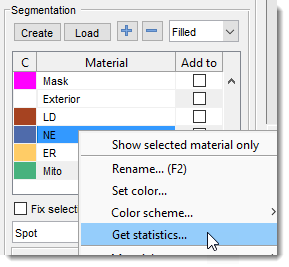 Segmentation
Create Load Filled
C Material Add to
Mask
Exterior
LD
NE
ER
Mito
Show selected material only
Rename... (F2)
Set color...
Color scheme...
Get statistics...
Fix selec
Spot